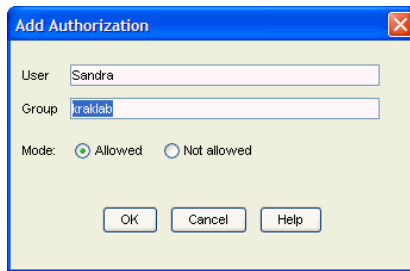 Add Authorization
User Sandra
Group kraklab
Mode: Allowed Not allowed
OK Cancel Help